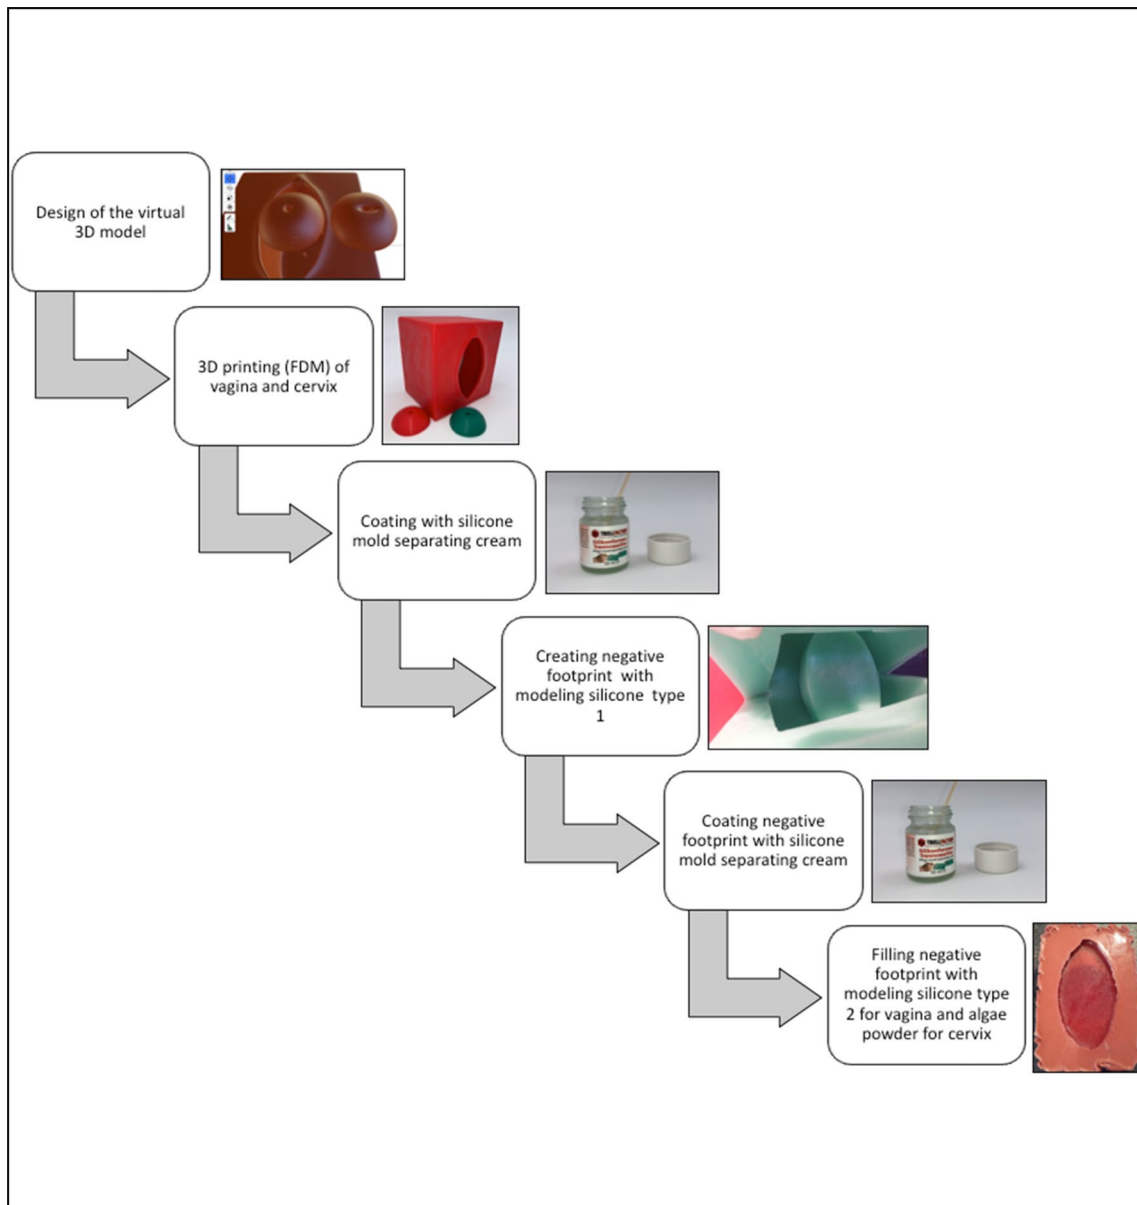 Design of the virtual
3D model
3D printing (FDM) of
vagina and cervix
Coating with silicone
mold separating cream
Creating negative
footprint with
modeling silicone type
1
Coating negative
footprint with silicone
mold separating cream
Filling negative
footprint with
modeling silicone type
2 for vagina and algae
powder for cervix